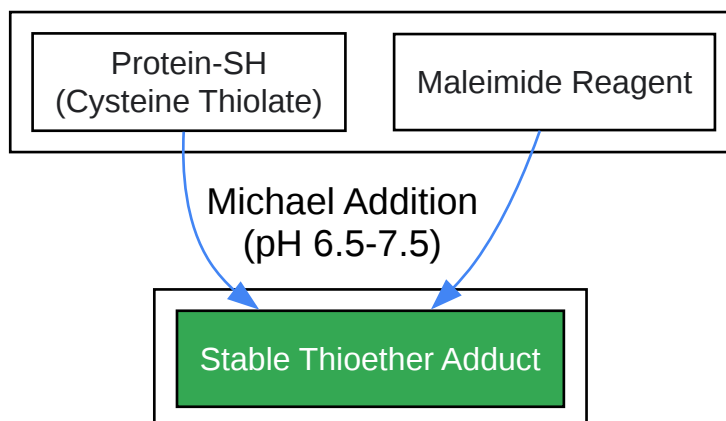 Protein-SH
(Cysteine Thiolate)
Maleimide Reagent
Michael Addition
(pH 6.5-7.5)
Stable Thioether Adduct